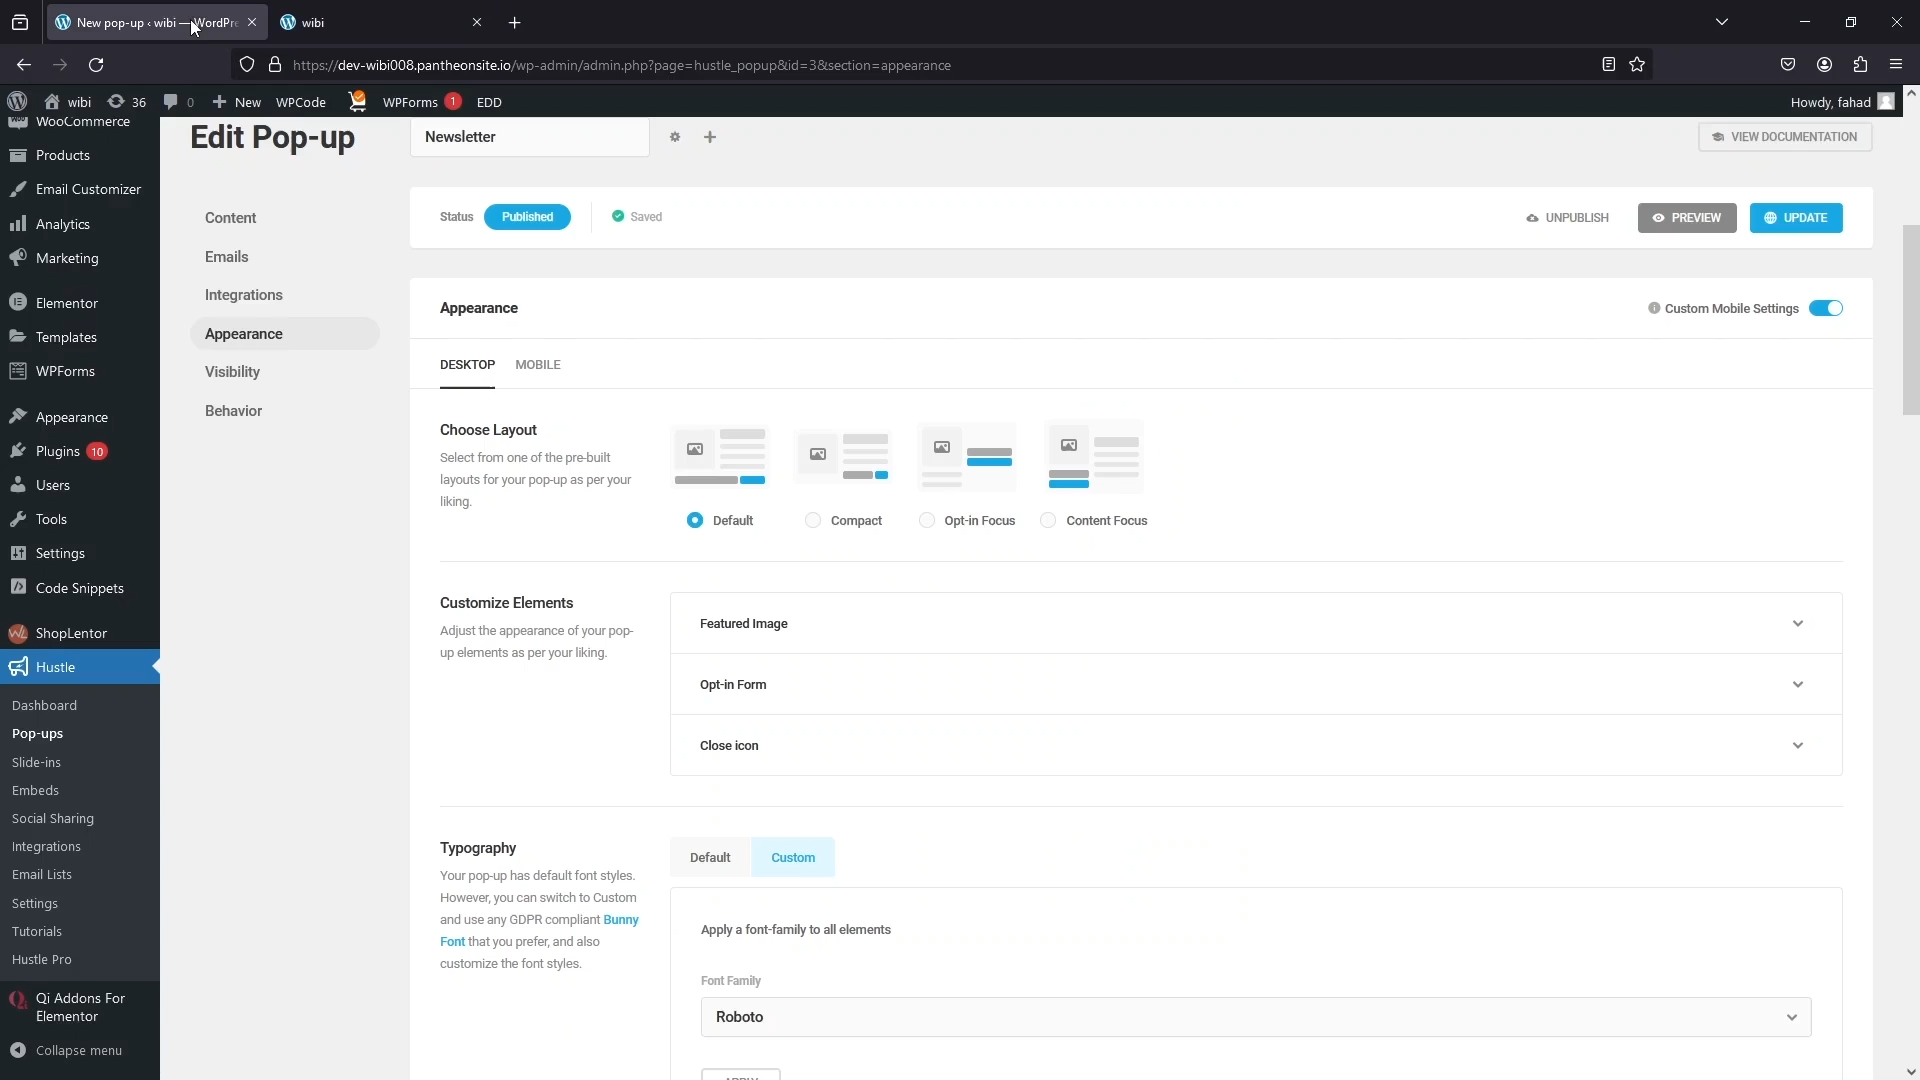 New pop-up ‹ wibi — WordPre
wibi
https://dev-wibi008.pantheonsite.io/wp-admin/admin.php?page=hustle_popup&id=3&section=appearance
wibi
36
0
New
WPCode
WPForms 1
EDD
Howdy, fahad
WooCommerce
Products
Email Customizer
Analytics
Marketing
Elementor
Templates
WPForms
Appearance
Plugins 10
Users
Tools
Settings
Code Snippets
ShopLentor
Hustle
Dashboard
Pop-ups
Slide-ins
Embeds
Social Sharing
Integrations
Email Lists
Settings
Tutorials
Hustle Pro
Qi Addons For
Elementor
Collapse menu
Edit Pop-up
Newsletter
VIEW DOCUMENTATION
Content
Emails
Integrations
Appearance
Visibility
Behavior
Status
Published
Saved
UNPUBLISH
PREVIEW
UPDATE
Appearance
Custom Mobile Settings
DESKTOP
MOBILE
Choose Layout
Select from one of the pre-built
layouts for your pop-up as per your
liking.
Default
Compact
Opt-in Focus
Content Focus
Customize Elements
Adjust the appearance of your pop-
up elements as per your liking.
Featured Image
Opt-in Form
Close icon
Typography
Your pop-up has default font styles.
However, you can switch to Custom
and use any GDPR compliant Bunny
Font that you prefer, and also
customize the font styles.
Default
Custom
Apply a font-family to all elements
Font Family
Roboto